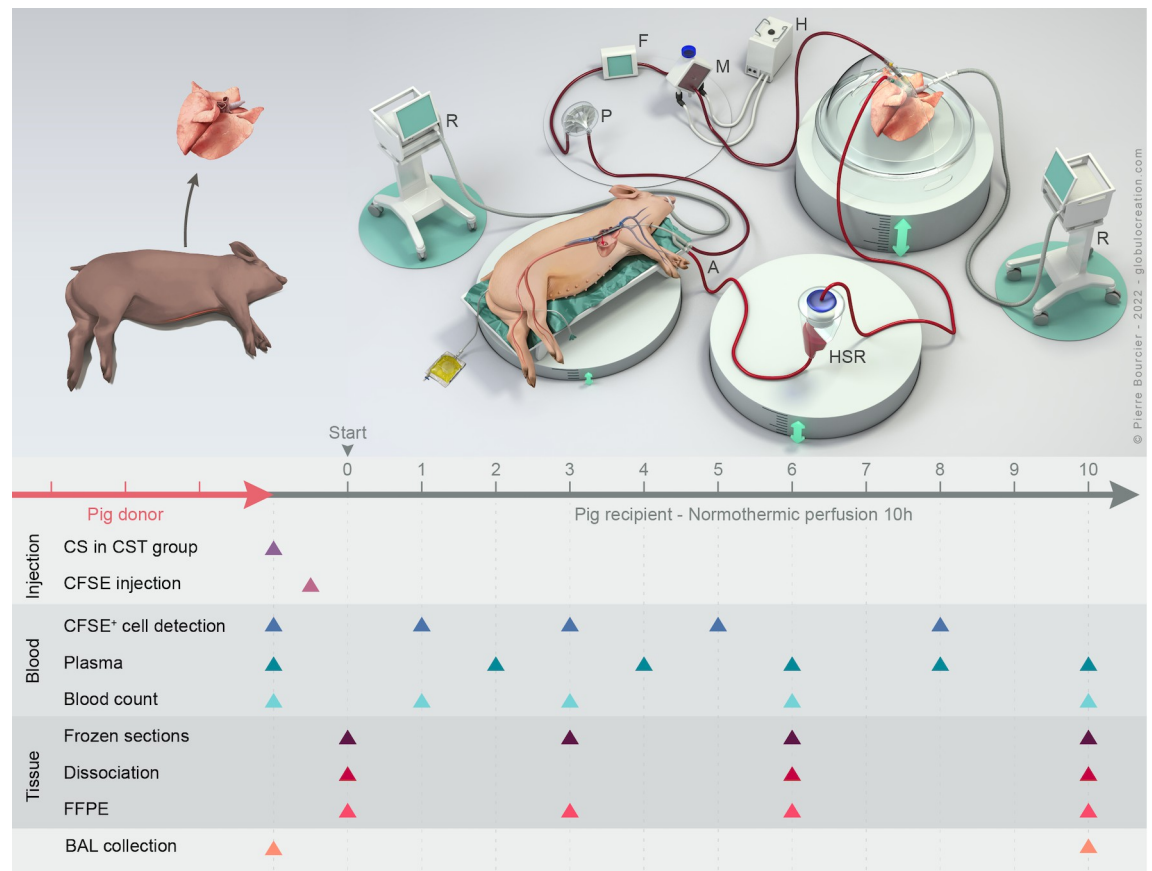 F
M
H
P
R
R
A
HSR
© Pierre Bourcier - 2022 - globulocreation.com
Start
0 1 2 3 4 5 6 7 8 9 10
Pig donor
Pig recipient - Normothermic perfusion 10h
Injection
CS in CST group
CFSE injection
Blood
CFSE⁺ cell detection
Plasma
Blood count
Tissue
Frozen sections
Dissociation
FFPE
BAL collection